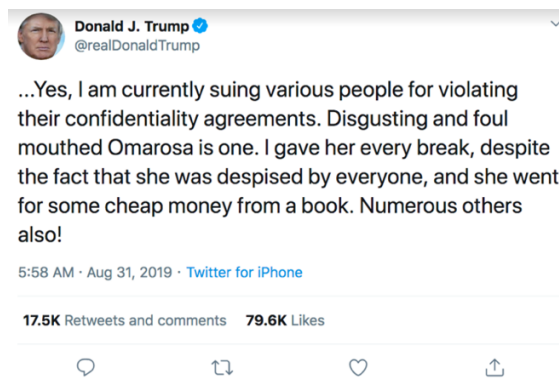 Donald J. Trump
@realDonaldTrump
...Yes, I am currently suing various people for violating
their confidentiality agreements. Disgusting and foul
mouthed Omarosa is one. I gave her every break, despite
the fact that she was despised by everyone, and she went
for some cheap money from a book. Numerous others
also!
5:58 AM · Aug 31, 2019 · Twitter for iPhone
17.5K Retweets and comments 79.6K Likes